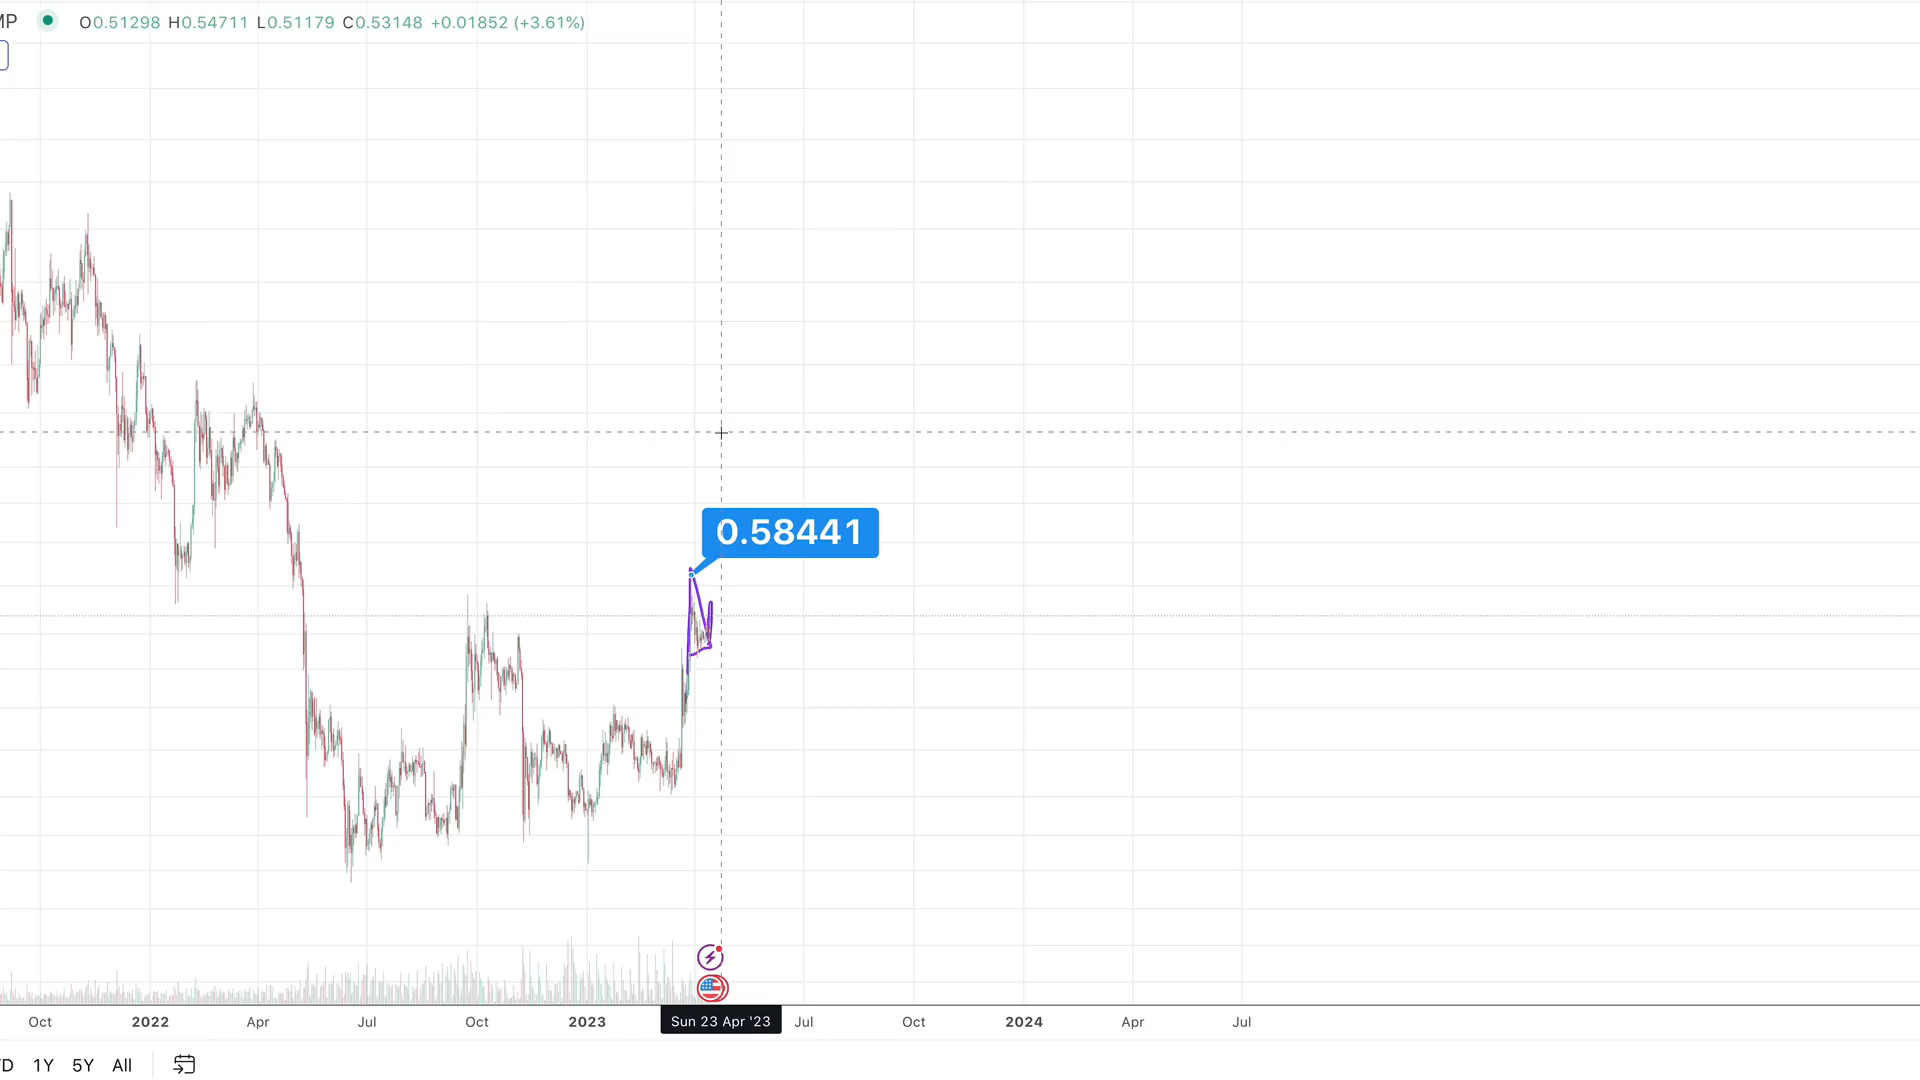 MP O0.51298 H0.54711 L0.51179 C0.53148 +0.01852 (+3.61%)
0.58441
Oct 2022 Apr Jul Oct 2023 Sun 23 Apr '23 Jul Oct 2024 Apr Jul
D 1Y 5Y All